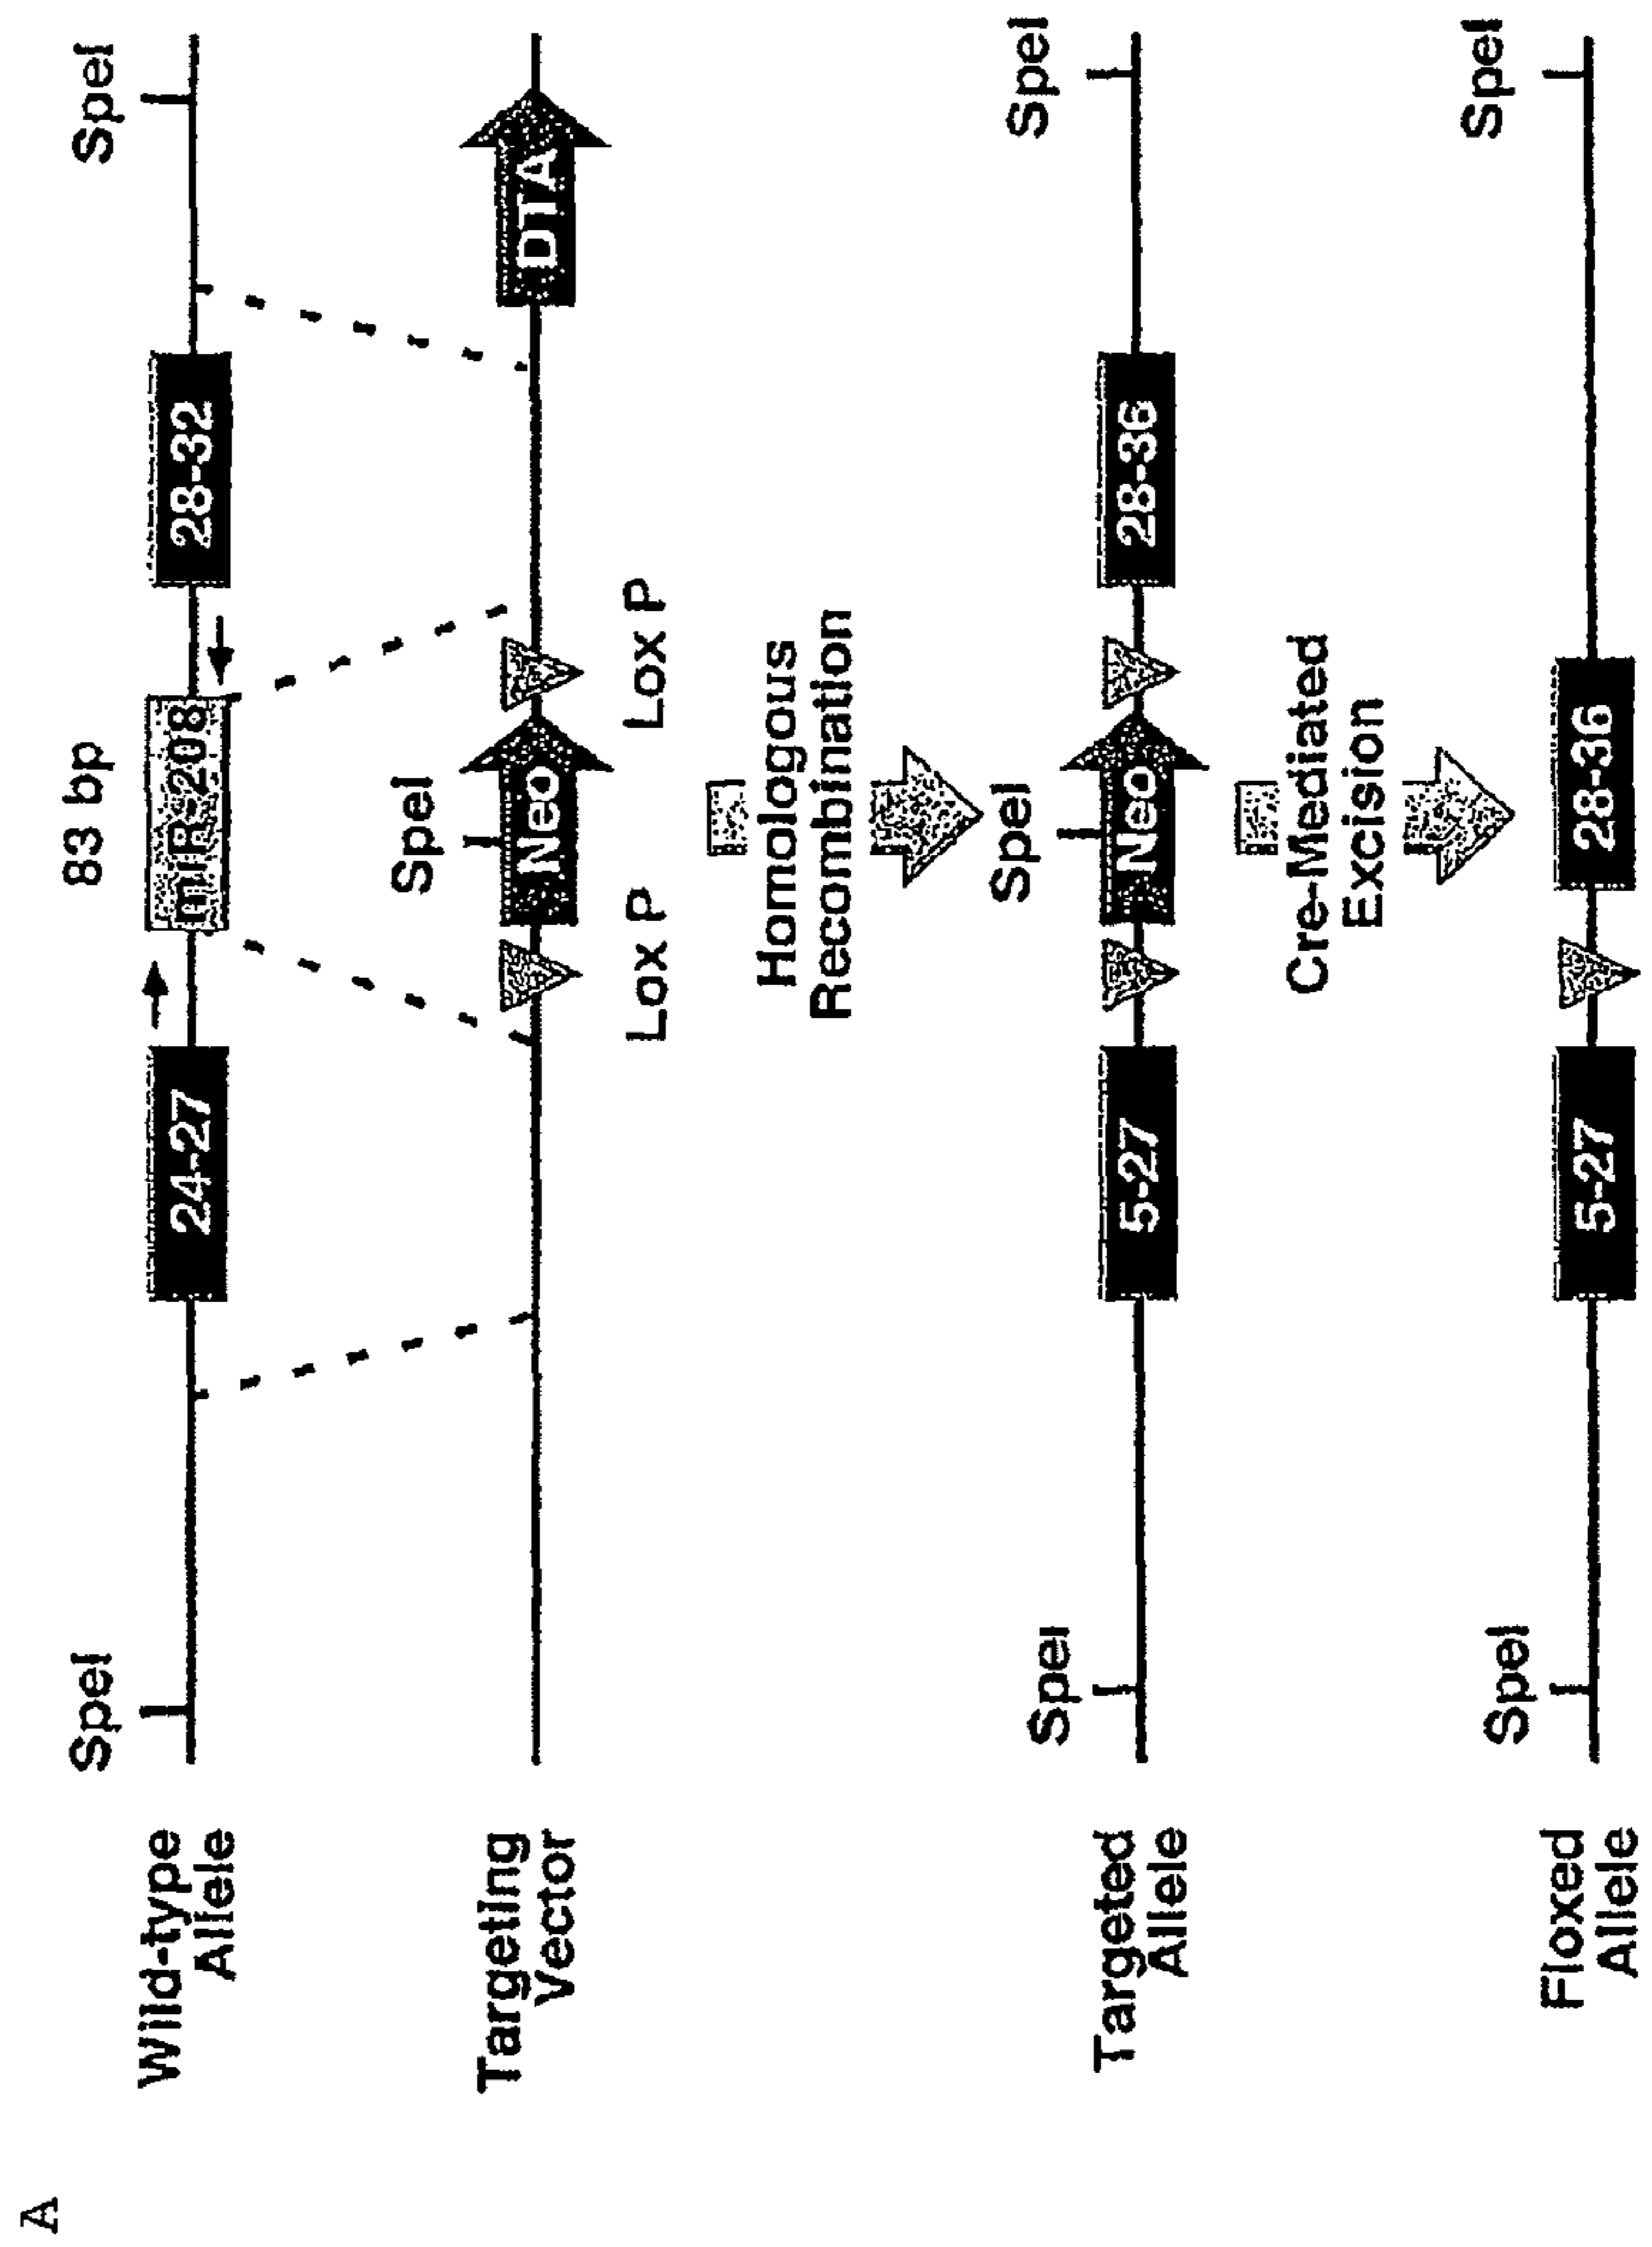 A
83 bp
SpeI
SpeI
Wild-type
Allele
24-27
miR-208
28-32
SpeI
Targeting
Vector
Neo
DTA
Lox P
Lox P
Homologous
Recombination
SpeI
SpeI
SpeI
Targeted
Allele
5-27
Neo
28-36
Cre-Mediated
Excision
SpeI
SpeI
Floxed
Allele
5-27
28-36